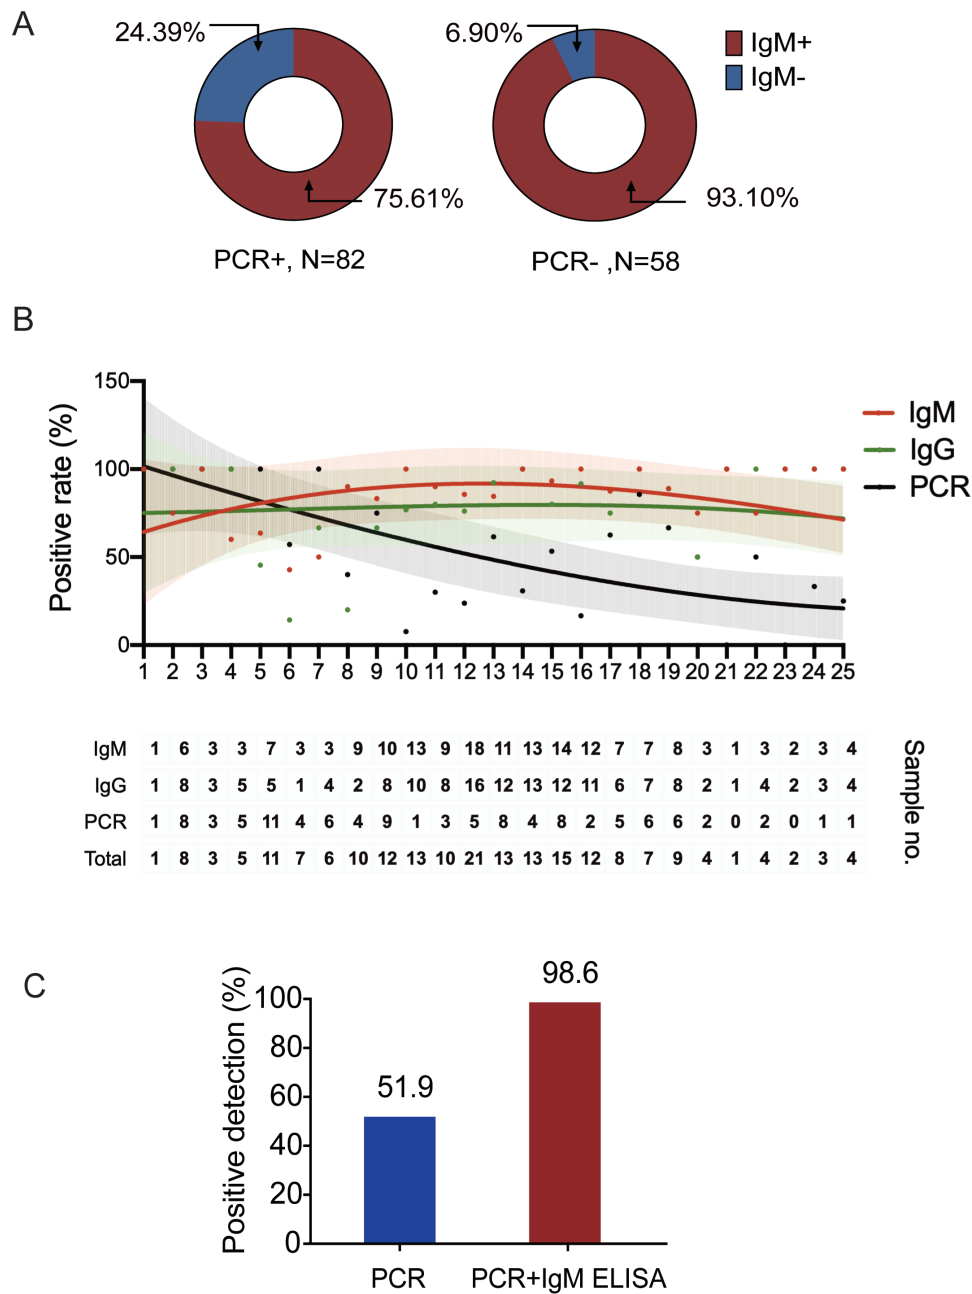 A
24.39%
6.90%
IgM+
IgM-
75.61%
93.10%
PCR+, N=82
PCR- ,N=58
B
Positive rate (%)
150
100
50
0
IgM
IgG
PCR
1 2 3 4 5 6 7 8 9 10 11 12 13 14 15 16 17 18 19 20 21 22 23 24 25
IgM 1 6 3 3 7 3 3 9 10 13 9 18 11 13 14 12 7 7 8 3 1 3 2 3 4
IgG 1 8 3 5 5 1 4 2 8 10 8 16 12 13 12 11 6 7 8 2 1 4 2 3 4
PCR 1 8 3 5 11 4 6 4 9 1 3 5 8 4 8 2 5 6 6 2 0 2 0 1 1
Total 1 8 3 5 11 7 6 10 12 13 10 21 13 13 15 12 8 7 9 4 1 4 2 3 4
Sample no.
C
Positive detection (%)
100
80
60
40
20
0
51.9
98.6
PCR
PCR+IgM ELISA